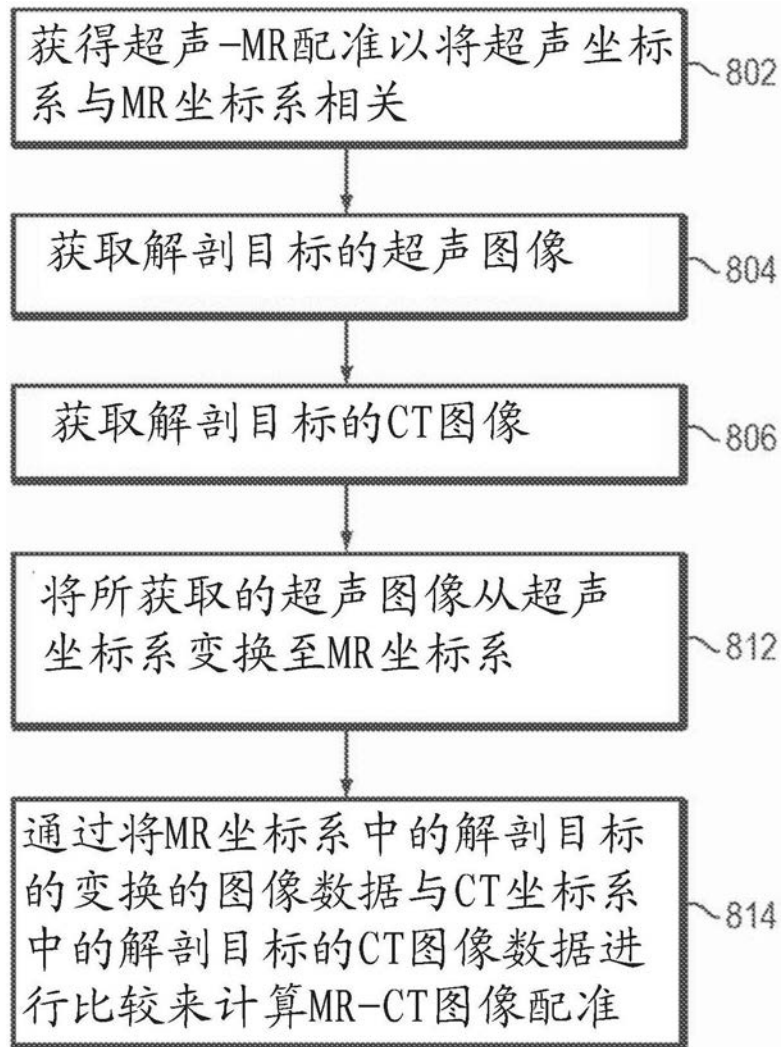 获得超声-MR配准以将超声坐标
系与MR坐标系相关
802
获取解剖目标的超声图像
804
获取解剖目标的CT图像
806
将所获取的超声图像从超声
坐标系变换至MR坐标系
812
通过将MR坐标系中的解剖目标
的变换的图像数据与CT坐标系
中的解剖目标的CT图像数据进
行比较来计算MR-CT图像配准
814